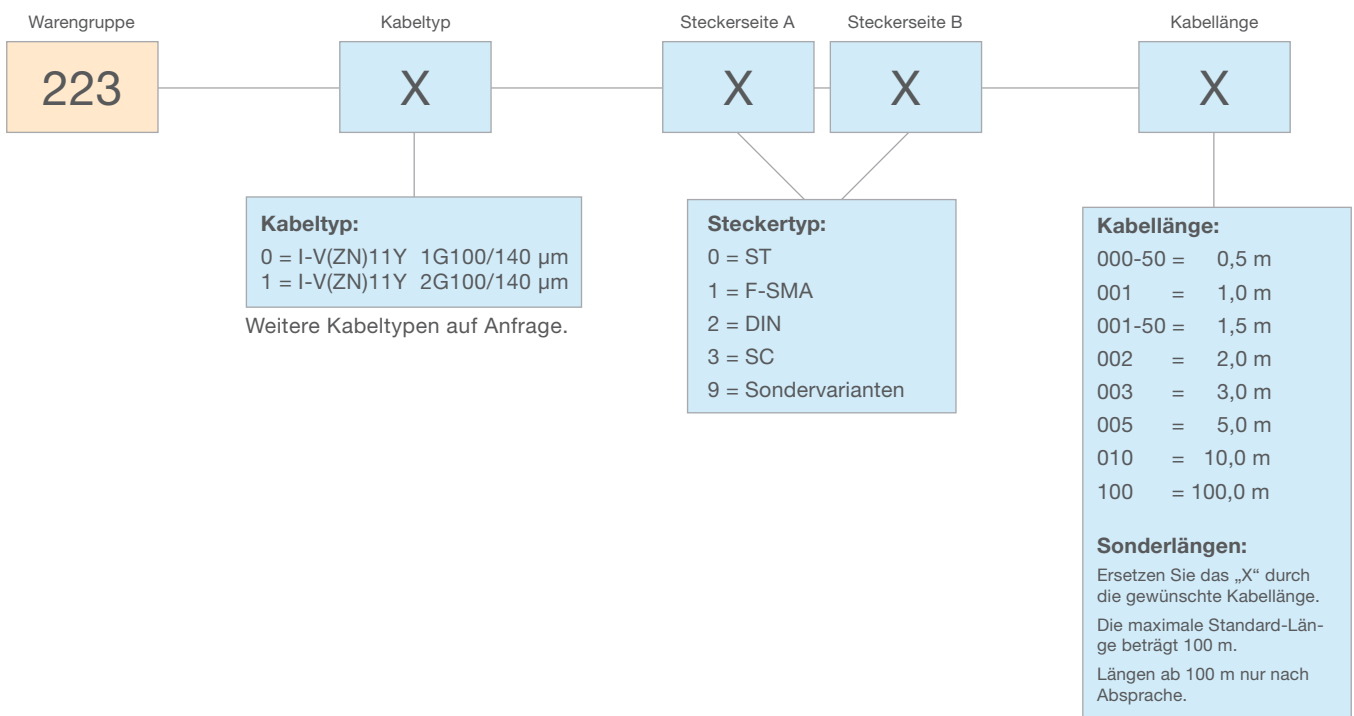 Warengruppe
Kabeltyp
Steckerseite A
Steckerseite B
Kabellänge
223
X
X
X
X
Kabeltyp:
0 = I-V(ZN)11Y 1G100/140 µm
1 = I-V(ZN)11Y 2G100/140 µm
Weitere Kabeltypen auf Anfrage.
Steckertyp:
0 = ST
1 = F-SMA
2 = DIN
3 = SC
9 = Sondervarianten
Kabellänge:
000-50 = 0,5 m
001 = 1,0 m
001-50 = 1,5 m
002 = 2,0 m
003 = 3,0 m
005 = 5,0 m
010 = 10,0 m
100 = 100,0 m
Sonderlängen:
Ersetzen Sie das „X“ durch
die gewünschte Kabellänge.
Die maximale Standard-Län-
ge beträgt 100 m.
Längen ab 100 m nur nach
Absprache.